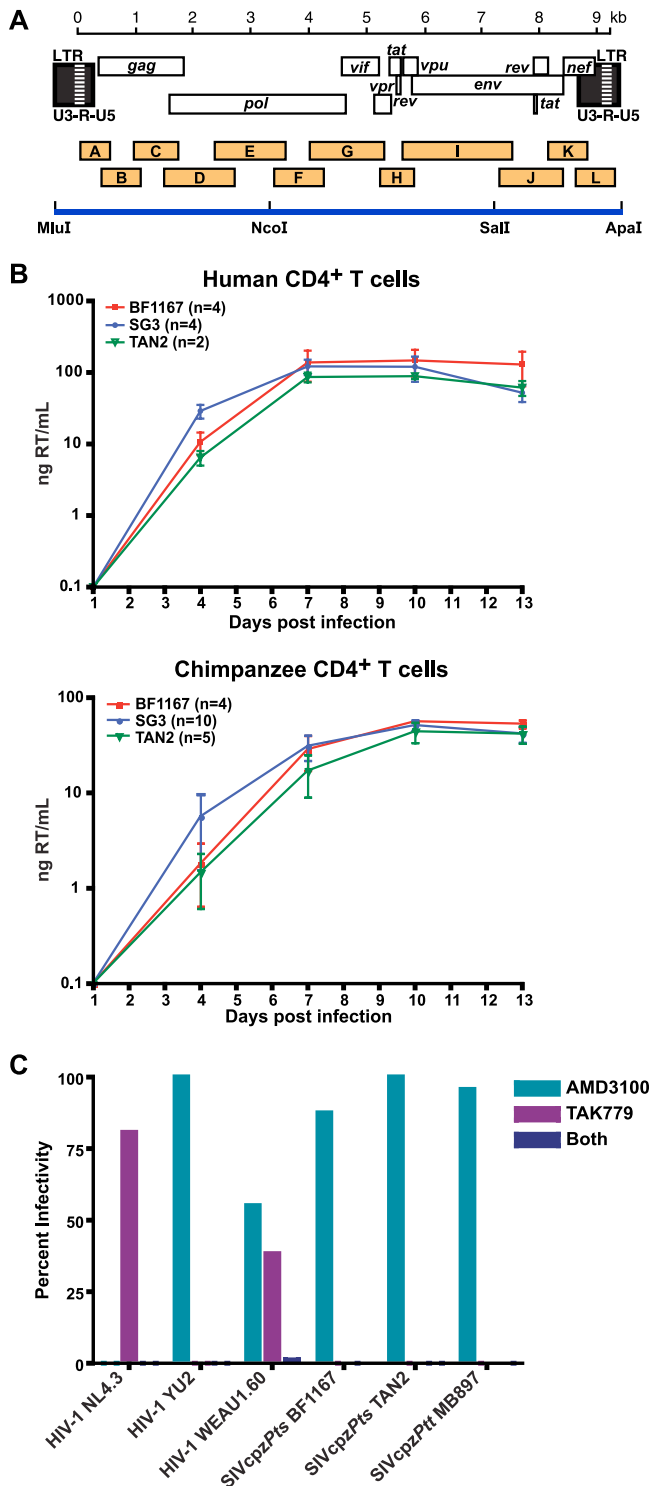 A
0 1 2 3 4 5 6 7 8 9 kb
LTR gag vif tat vpu rev nef LTR
U3-R-U5 pol vpr rev env tat U3-R-U5
A C E G I K
B D F H J L
MluI NcoI SalI ApaI
B
Human CD4+ T cells
BF1167 (n=4)
SG3 (n=4)
TAN2 (n=2)
ng RT/mL
1000
100
10
1
0.1
1 2 3 4 5 6 7 8 9 10 11 12 13
Days post infection
Chimpanzee CD4+ T cells
BF1167 (n=4)
SG3 (n=10)
TAN2 (n=5)
ng RT/mL
100
10
1
0.1
1 2 3 4 5 6 7 8 9 10 11 12 13
Days post infection
C
Percent Infectivity
100
75
50
25
0
AMD3100
TAK779
Both
HIV-1 NL4.3
HIV-1 YU2
HIV-1 WEAU1.60
SIVcpzPts BF1167
SIVcpzPts TAN2
SIVcpzPtt MB897